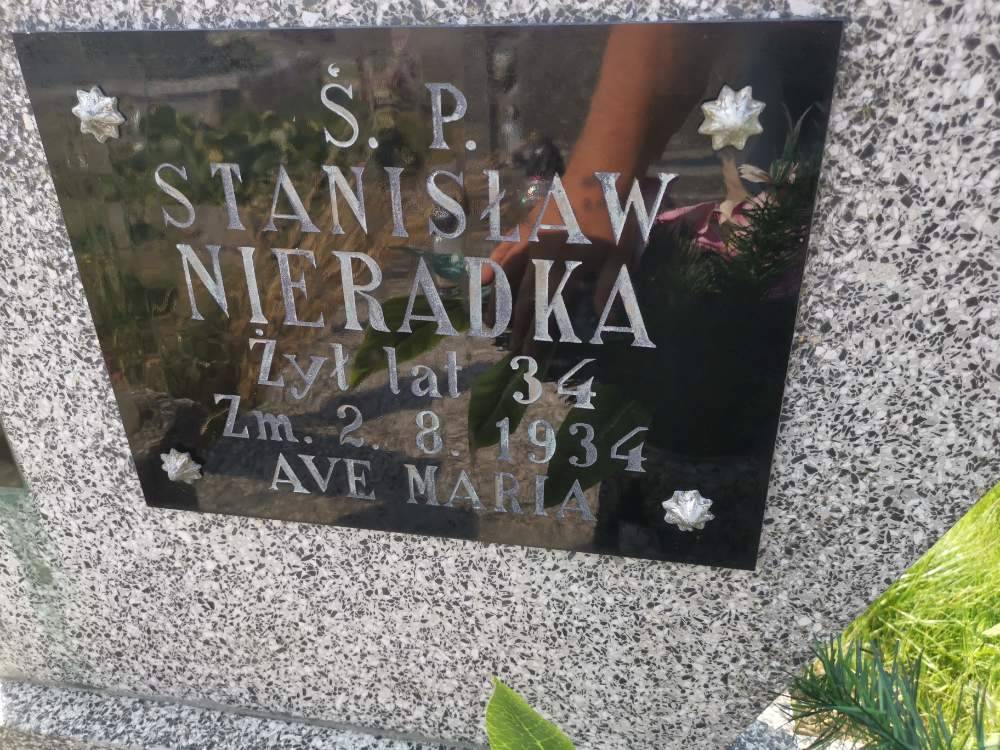 Ś. P.
STANISŁAW
NIERADKA
Żył lat 34
Zm. 2. 8. 1934
AVE MARIA